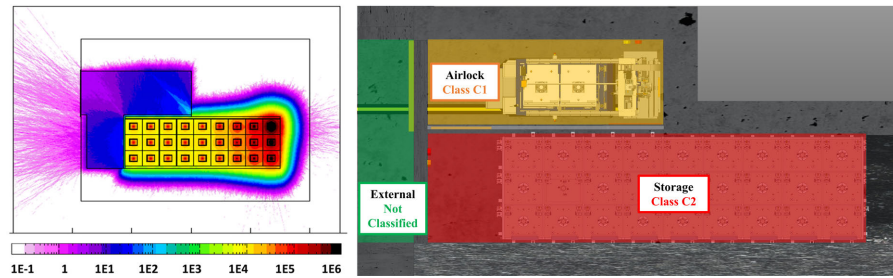 1E-1 1 1E1 1E2 1E3 1E4 1E5 1E6
Airlock
Class C1
External
Not
Classified
Storage
Class C2